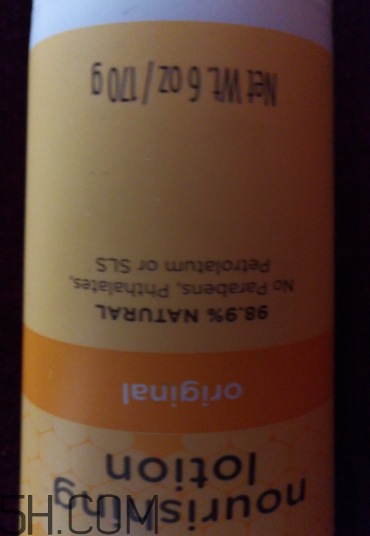 nourishing
lotion
original
98.9% NATURAL
No Parabens, Phthalates,
Petrolatum or SLS
Net Wt. 6 oz / 170 g
5H.COM